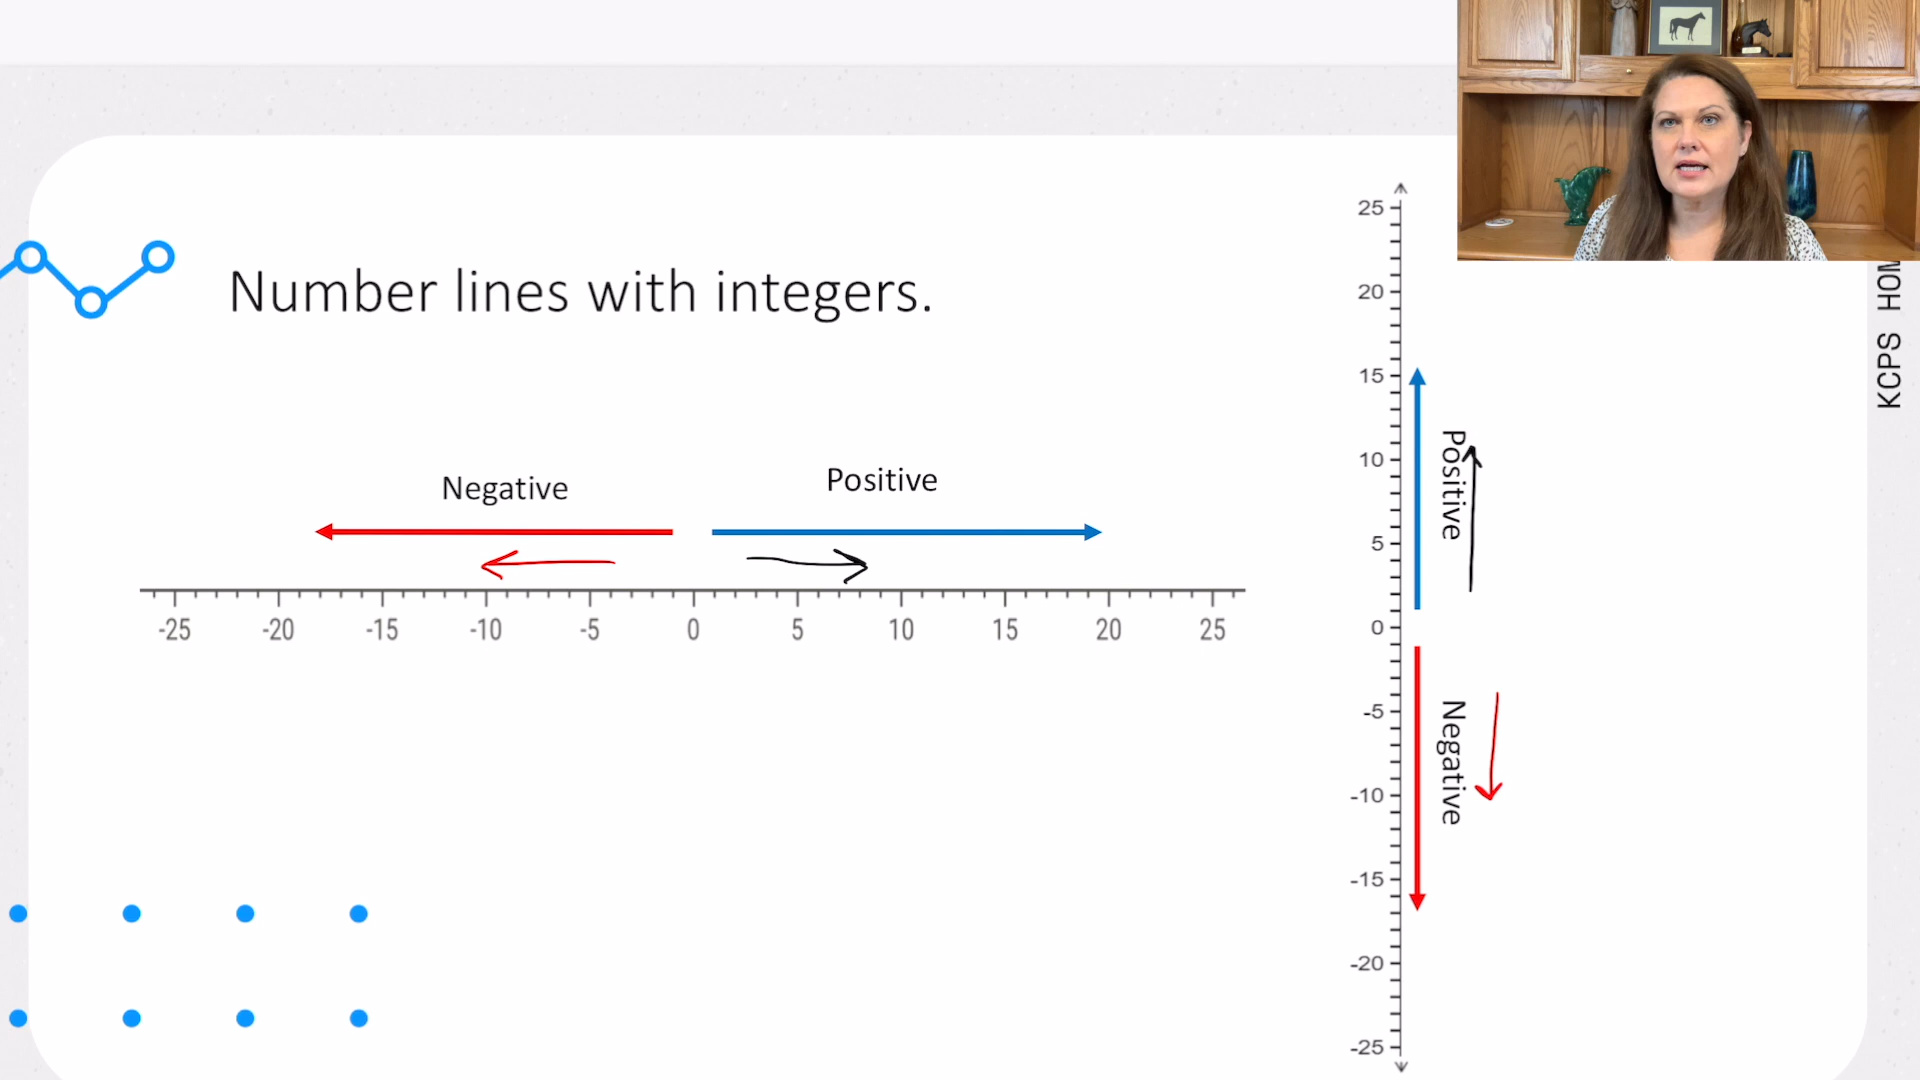 Number lines with integers.
Negative
Positive
-25 -20 -15 -10 -5 0 5 10 15 20 25
25
20
15
10
5
0
-5
-10
-15
-20
-25
Positive
Negative
KCPS